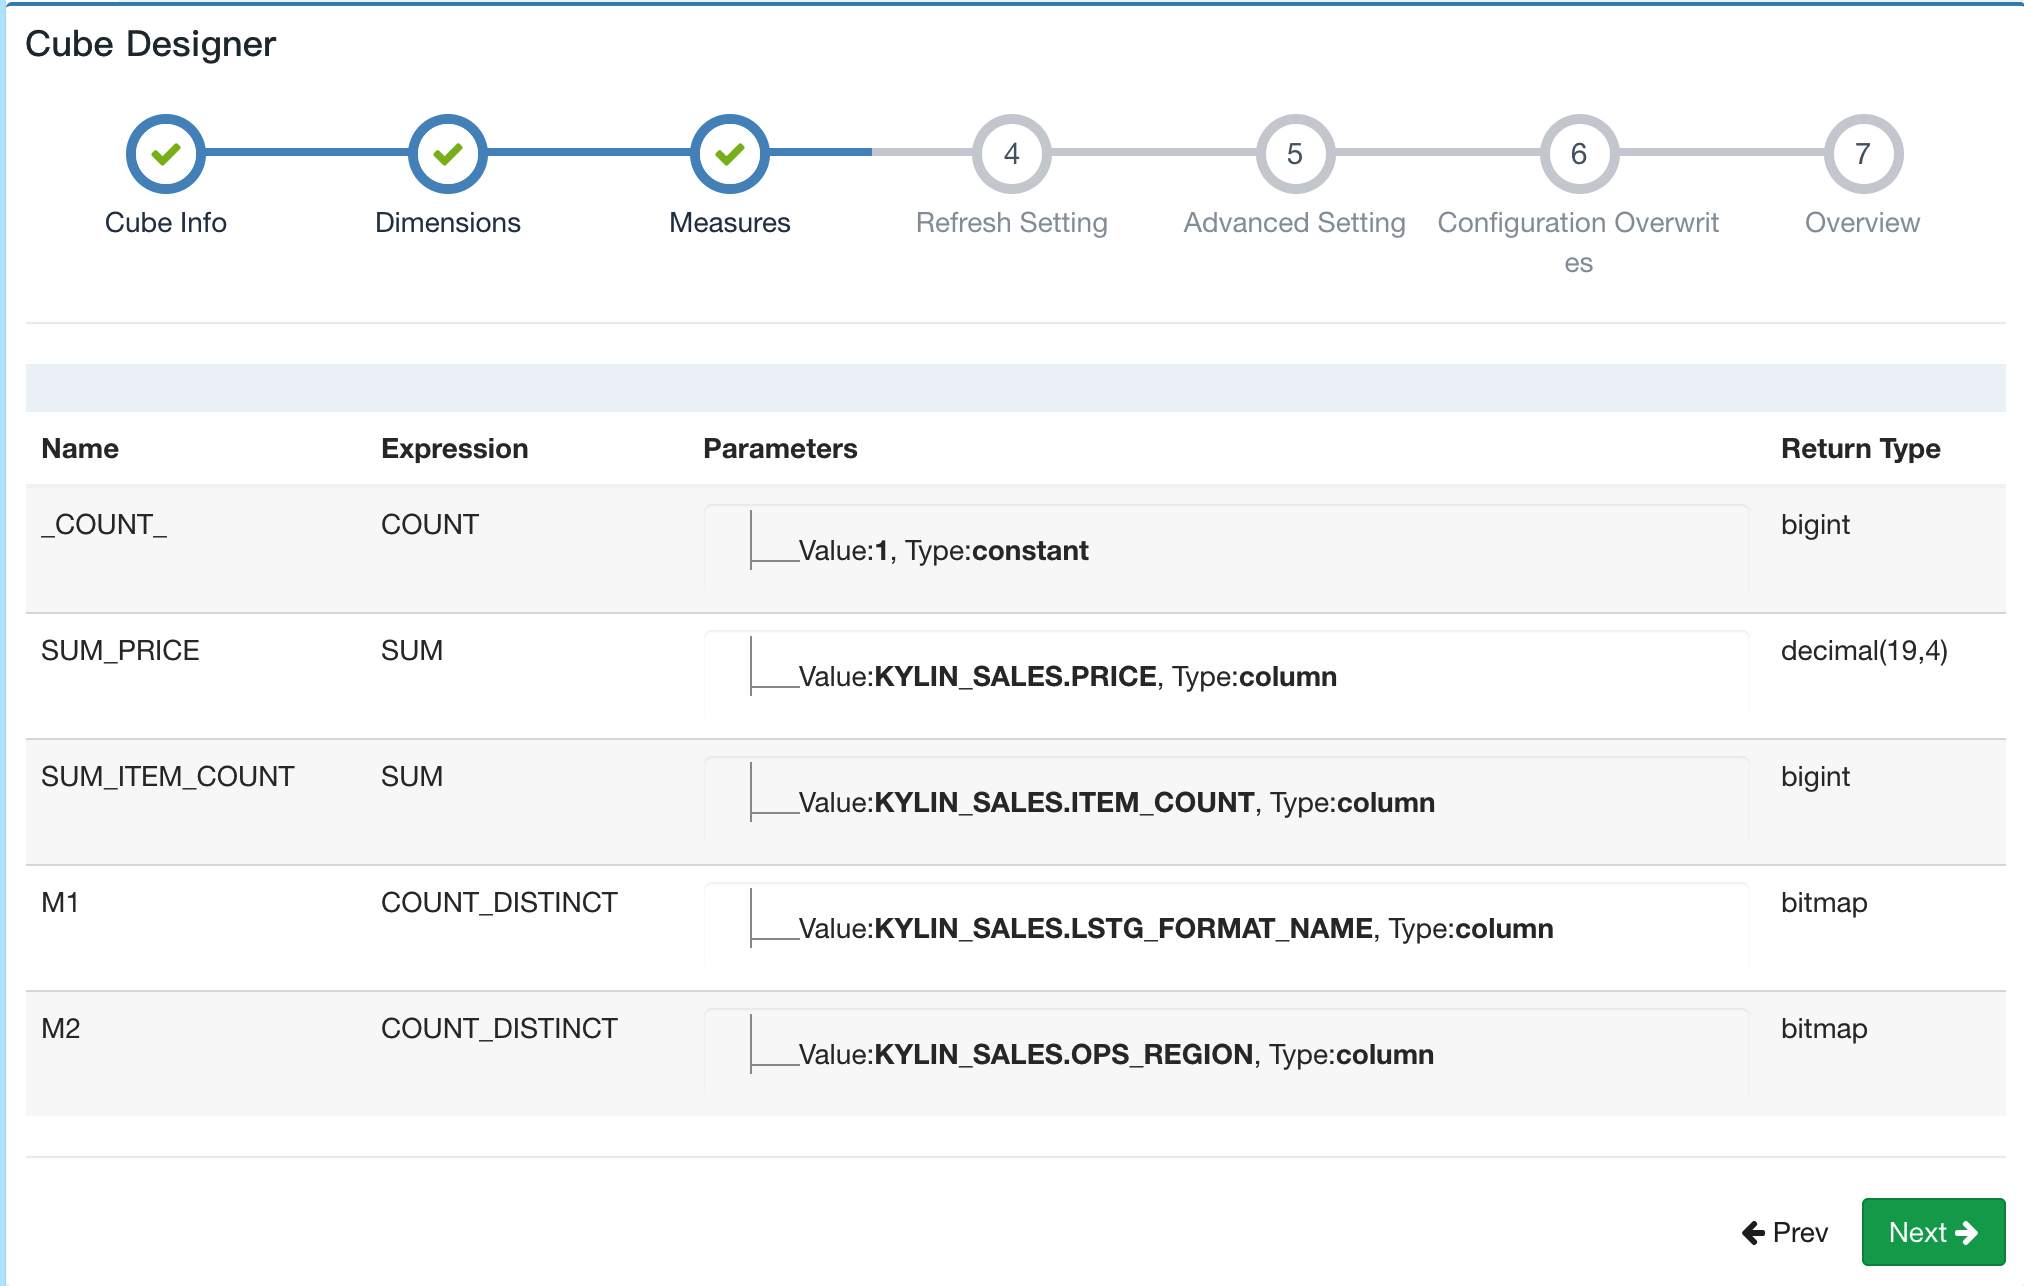 Cube Designer
4 5 6 7
Cube Info Dimensions Measures Refresh Setting Advanced Setting Configuration Overwrit Overview
es
Name Expression Parameters Return Type
_COUNT_ COUNT bigint
Value:1, Type:constant
SUM_PRICE SUM decimal(19,4)
Value:KYLIN_SALES.PRICE, Type:column
SUM_ITEM_COUNT SUM bigint
Value:KYLIN_SALES.ITEM_COUNT, Type:column
M1 COUNT_DISTINCT bitmap
Value:KYLIN_SALES.LSTG_FORMAT_NAME, Type:column
M2 COUNT_DISTINCT bitmap
Value:KYLIN_SALES.OPS_REGION, Type:column
Prev Next